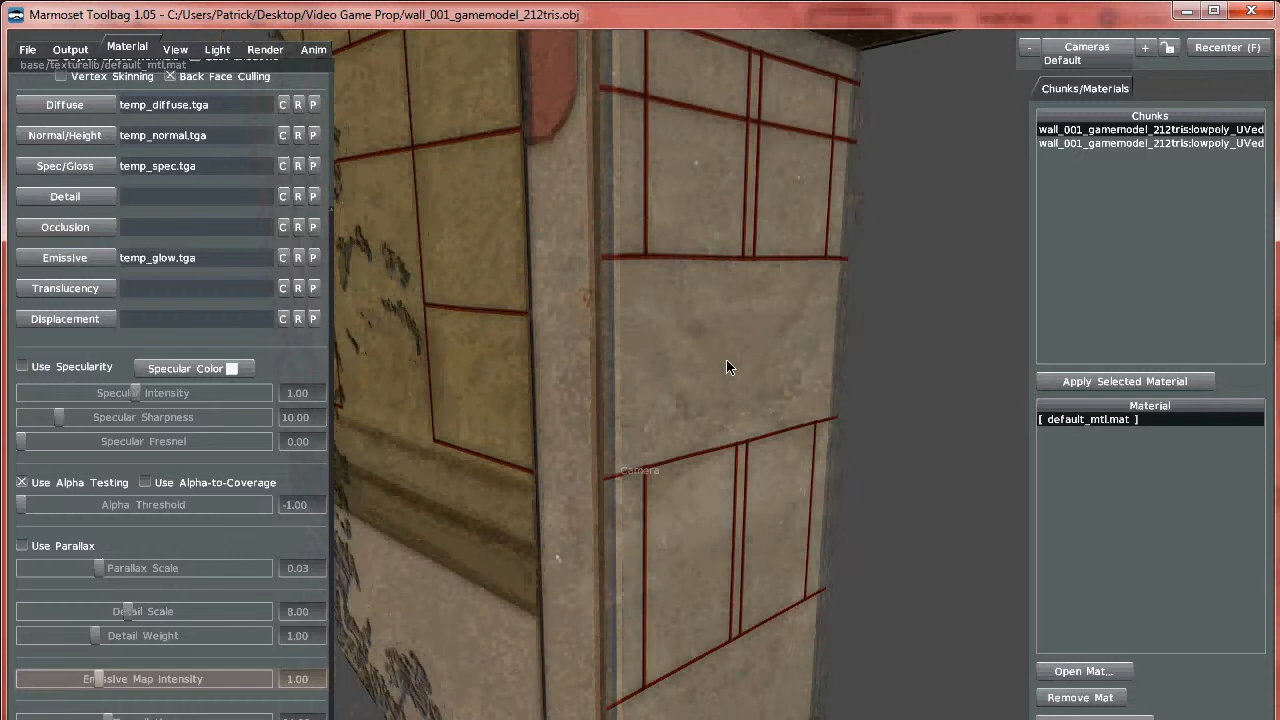 Marmoset Toolbag 1.05 - C:/Users/Patrick/Desktop/Video Game Prop/wall_001_gamemodel_212tris.obj
File Output Material View Light Render Anim
base/texturelib/default_mtl.mat
Vertex Skinning Back Face Culling
Diffuse temp_diffuse.tga C R P
Normal/Height temp_normal.tga C R P
Spec/Gloss temp_spec.tga C R P
Detail C R P
Occlusion C R P
Emissive temp_glow.tga C R P
Translucency C R P
Displacement C R P
Use Specularity Specular Color
Intensity 1.00
Specular Sharpness 10.00
Specular Fresnel 0.00
Use Alpha Testing Use Alpha-to-Coverage
Alpha Threshold -1.00
Use Parallax
Parallax Scale 0.03
Scale 8.00
Detail Weight 1.00
Map Intensity 1.00
Camera
- Cameras + Recenter (F)
Default
Chunks/Materials
Chunks
wall_001_gamemodel_212tris:lowpoly_UVed
wall_001_gamemodel_212tris:lowpoly_UVed
Apply Selected Material
Material
[ default_mtl.mat ]
Open Mat...
Remove Mat